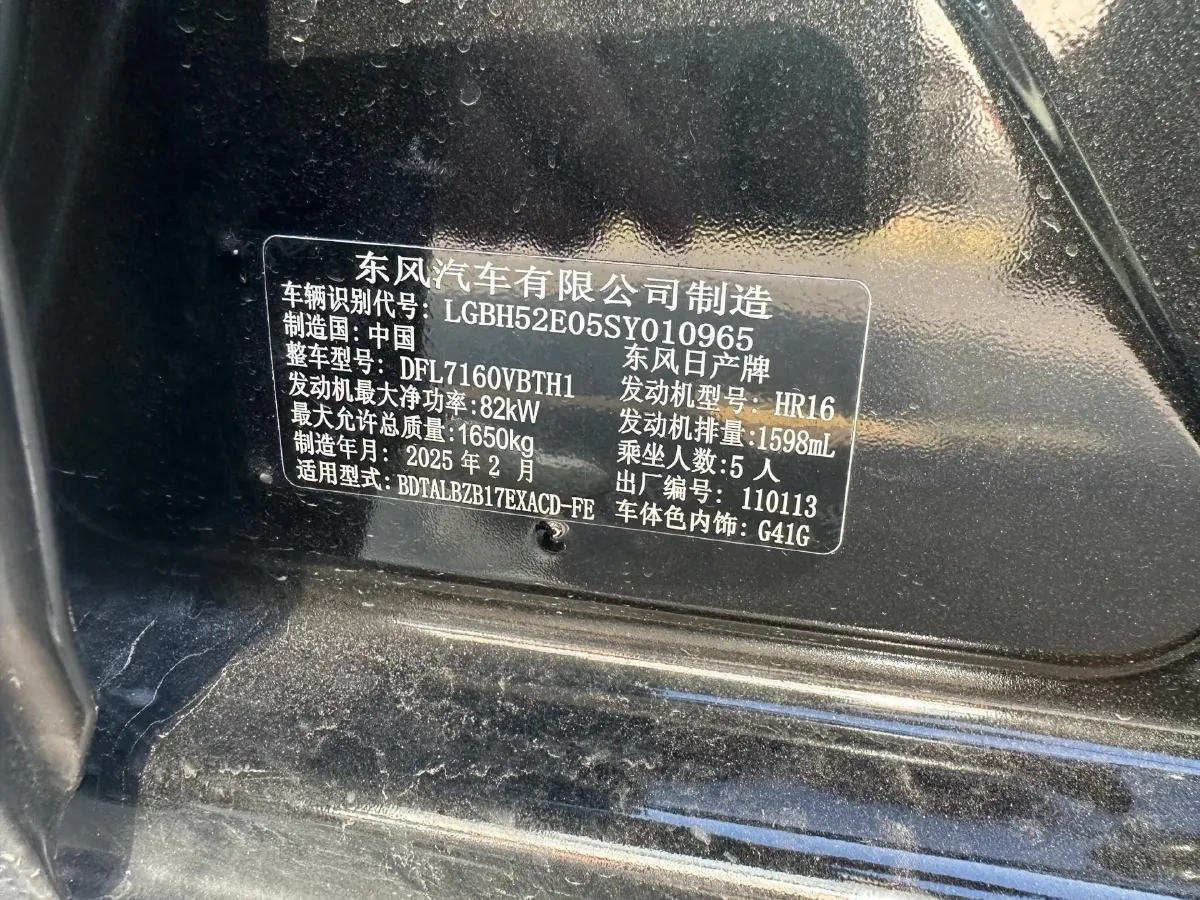 东风汽车有限公司制造
车辆识别代号: LGBH52E05SY010965
制造国: 中国 东风日产牌
整车型号: DFL7160VBTH1 发动机型号: HR16
发动机最大净功率:82kW 发动机排量:1598mL
最大允许总质量:1650kg 乘坐人数:5 人
制造年月: 2025 年 2 月 出厂编号: 110113
适用型式: BDTALBZB17EXACD-FE 车体色内饰: G41G